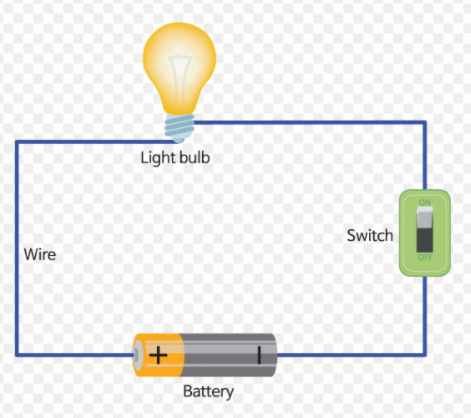 Light bulb
ON
Switch
OFF
Wire
+
Battery